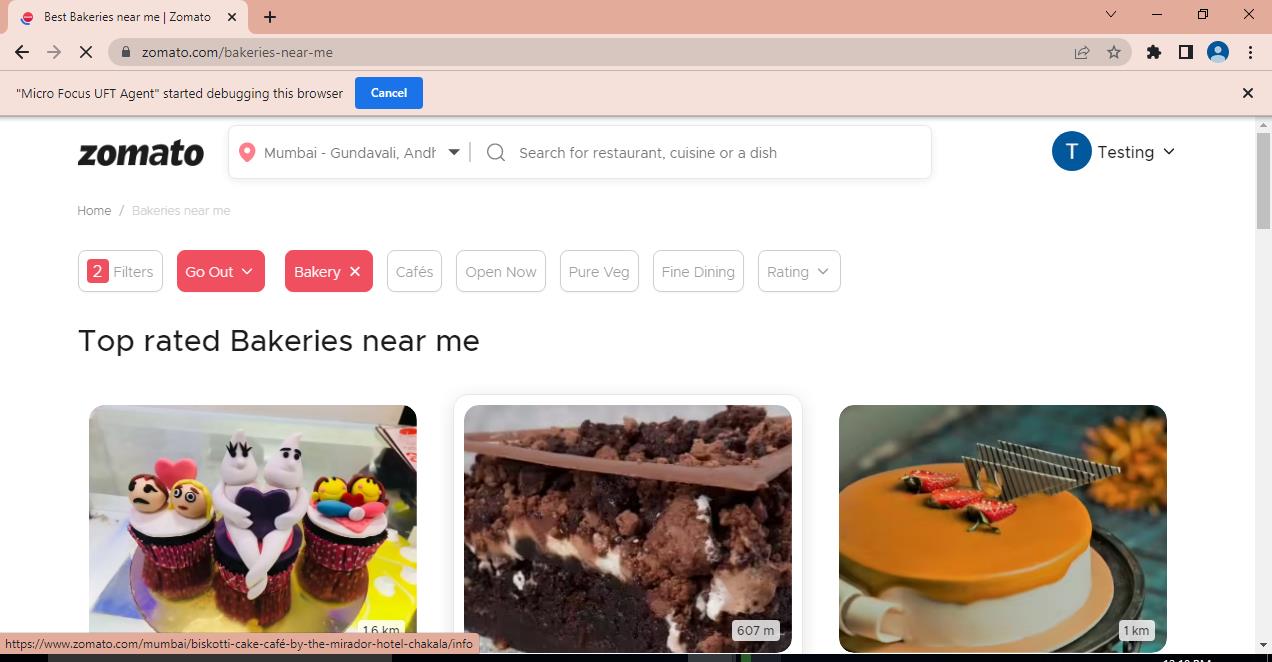 Best Bakeries near me | Zomato
zomato.com/bakeries-near-me
"Micro Focus UFT Agent" started debugging this browser Cancel
zomato Mumbai - Gundavali, Andh Search for restaurant, cuisine or a dish T Testing
Home / Bakeries near me
2 Filters Go Out Bakery Cafés Open Now Pure Veg Fine Dining Rating
Top rated Bakeries near me
1.6 km 607 m 1 km
https://www.zomato.com/mumbai/biskotti-cake-café-by-the-mirador-hotel-chakala/info